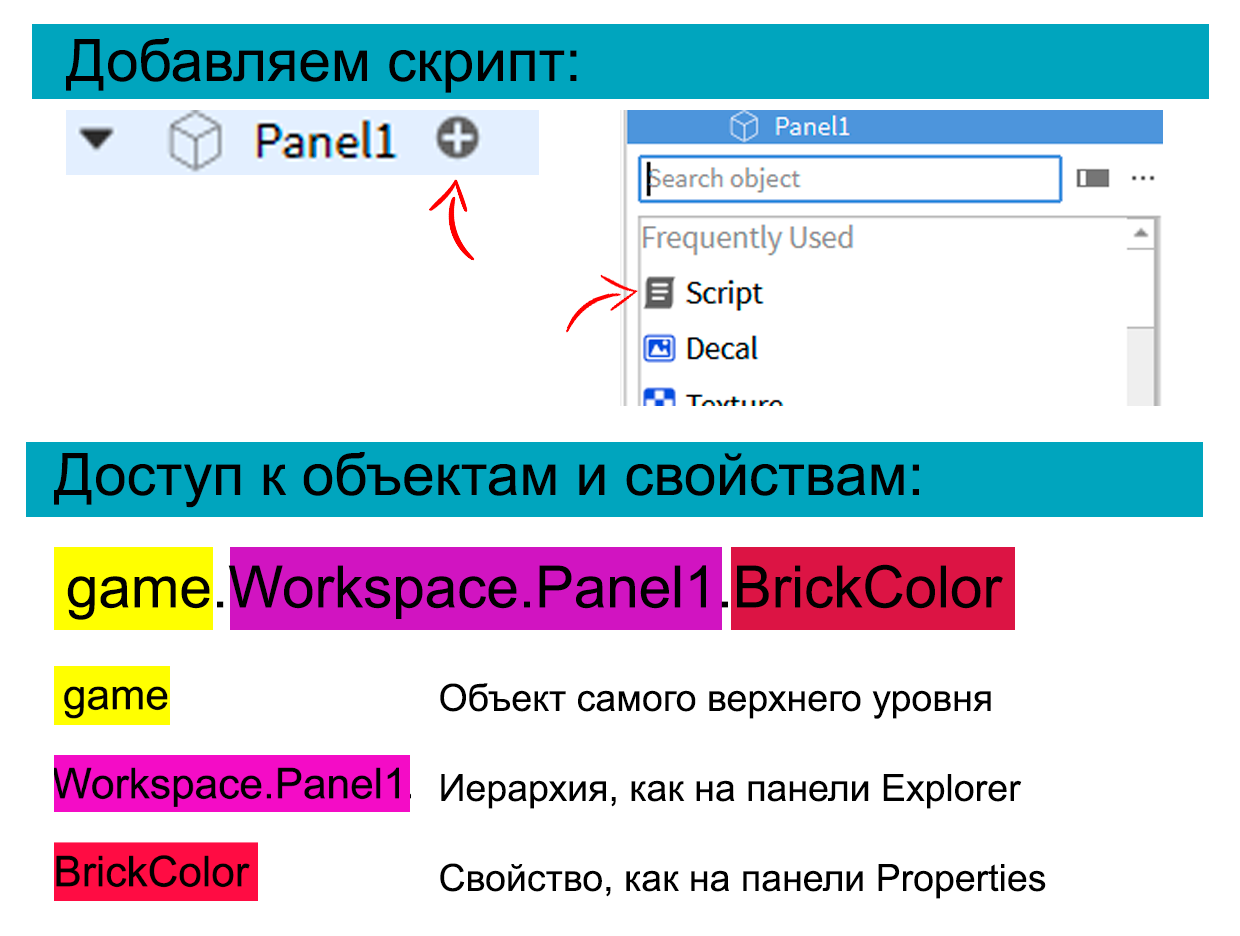 Добавляем скрипт:
Panel1
Panel1
Search object
Frequently Used
Script
Decal
Texture
Доступ к объектам и свойствам:
game.Workspace.Panel1.BrickColor
game Объект самого верхнего уровня
Workspace.Panel1. Иерархия, как на панели Explorer
BrickColor Свойство, как на панели Properties